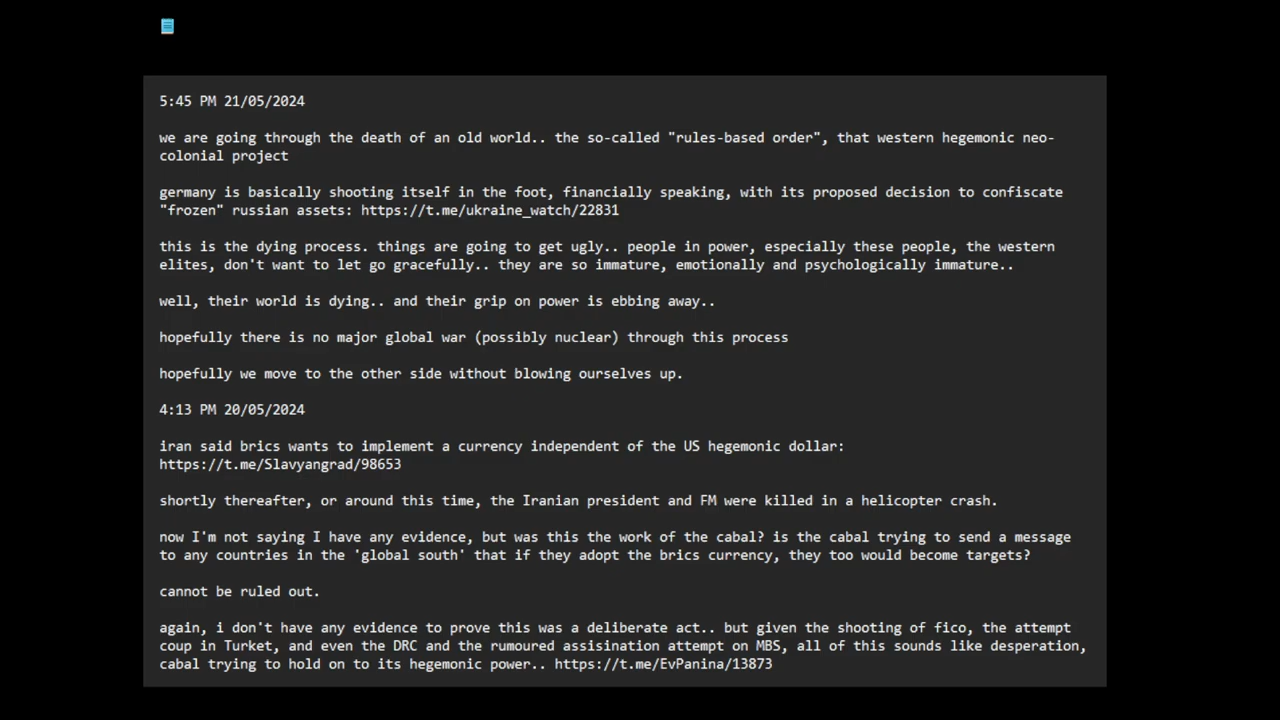 5:45 PM 21/05/2024
we are going through the death of an old world.. the so-called "rules-based order", that western hegemonic neo-
colonial project
germany is basically shooting itself in the foot, financially speaking, with its proposed decision to confiscate
"frozen" russian assets: https://t.me/ukraine_watch/22831
this is the dying process. things are going to get ugly.. people in power, especially these people, the western
elites, don't want to let go gracefully.. they are so immature, emotionally and psychologically immature..
well, their world is dying.. and their grip on power is ebbing away..
hopefully there is no major global war (possibly nuclear) through this process
hopefully we move to the other side without blowing ourselves up.
4:13 PM 20/05/2024
iran said brics wants to implement a currency independent of the US hegemonic dollar:
https://t.me/Slavyangrad/98653
shortly thereafter, or around this time, the Iranian president and FM were killed in a helicopter crash.
now I'm not saying I have any evidence, but was this the work of the cabal? is the cabal trying to send a message
to any countries in the 'global south' that if they adopt the brics currency, they too would become targets?
cannot be ruled out.
again, i don't have any evidence to prove this was a deliberate act.. but given the shooting of fico, the attempt
coup in Turket, and even the DRC and the rumoured assisination attempt on MBS, all of this sounds like desperation,
cabal trying to hold on to its hegemonic power.. https://t.me/EvPanina/13873